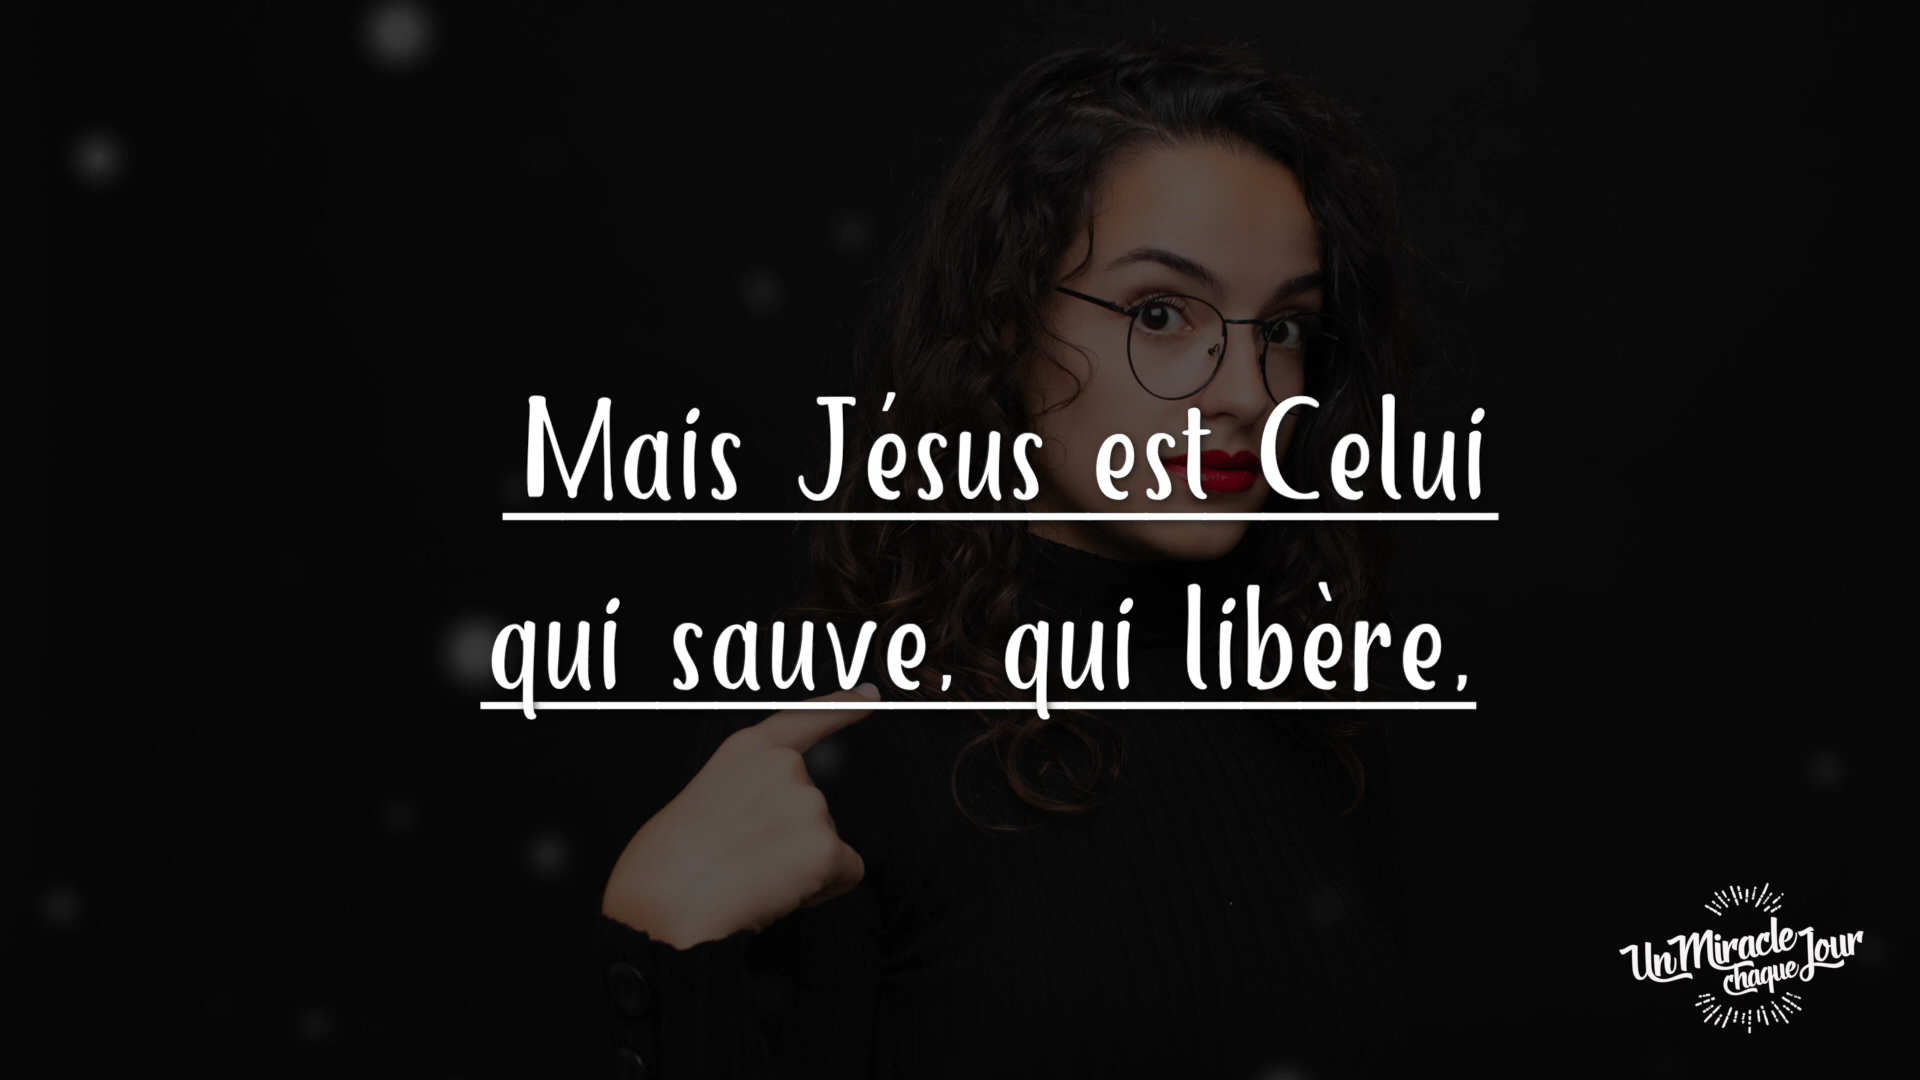 Mais Jésus est Celui
qui sauve, qui libère,
Un Miracle
chaque Jour